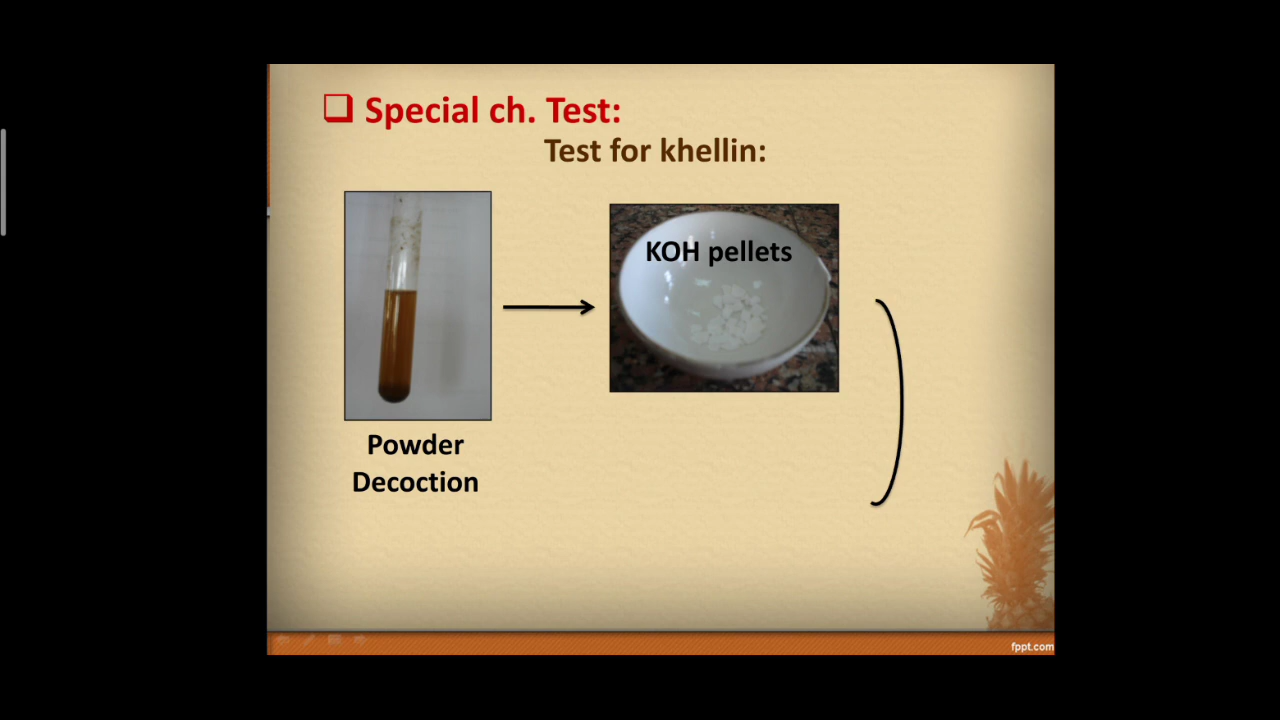 ❑ Special ch. Test:
Test for khellin:
KOH pellets
Powder
Decoction
fppt.com